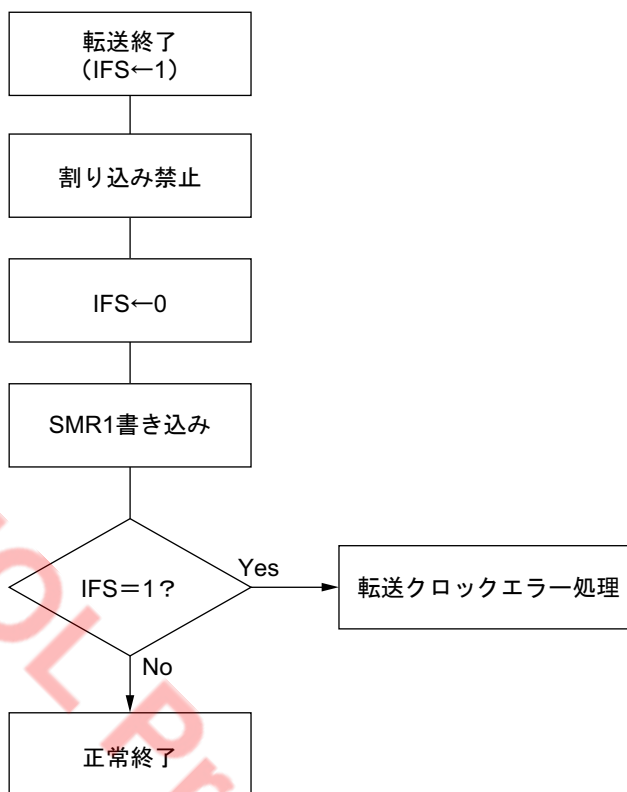 転送終了
（IFS←1）
割り込み禁止
IFS←0
SMR1書き込み
IFS＝1？
Yes
転送クロックエラー処理
No
正常終了
OL Pr